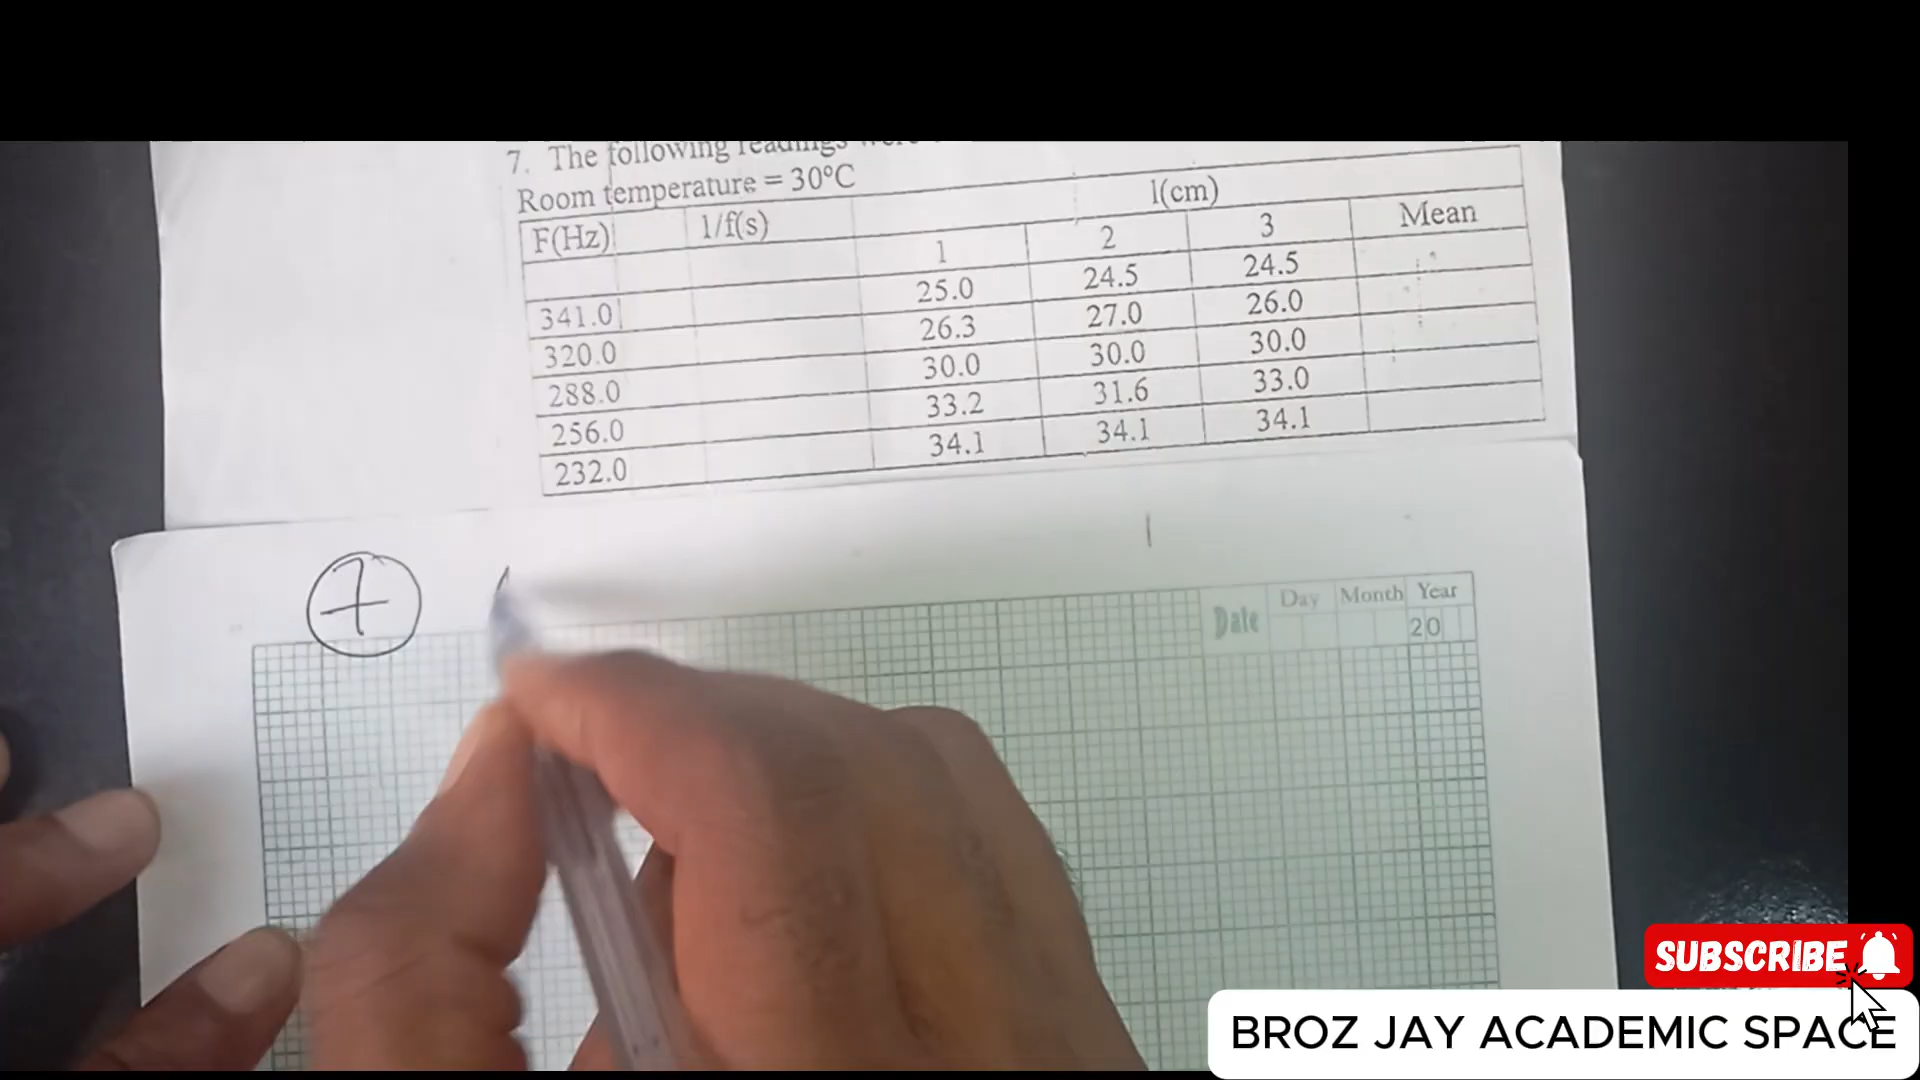 7. The following readings were
Room temperature = 30°C
F(Hz) 1/f(s) l(cm)
1 2 3 Mean
341.0 25.0 24.5 24.5
320.0 26.3 27.0 26.0
288.0 30.0 30.0 30.0
256.0 33.2 31.6 33.0
232.0 34.1 34.1 34.1
7
Date Day Month Year
20
SUBSCRIBE
BROZ JAY ACADEMIC SPACE